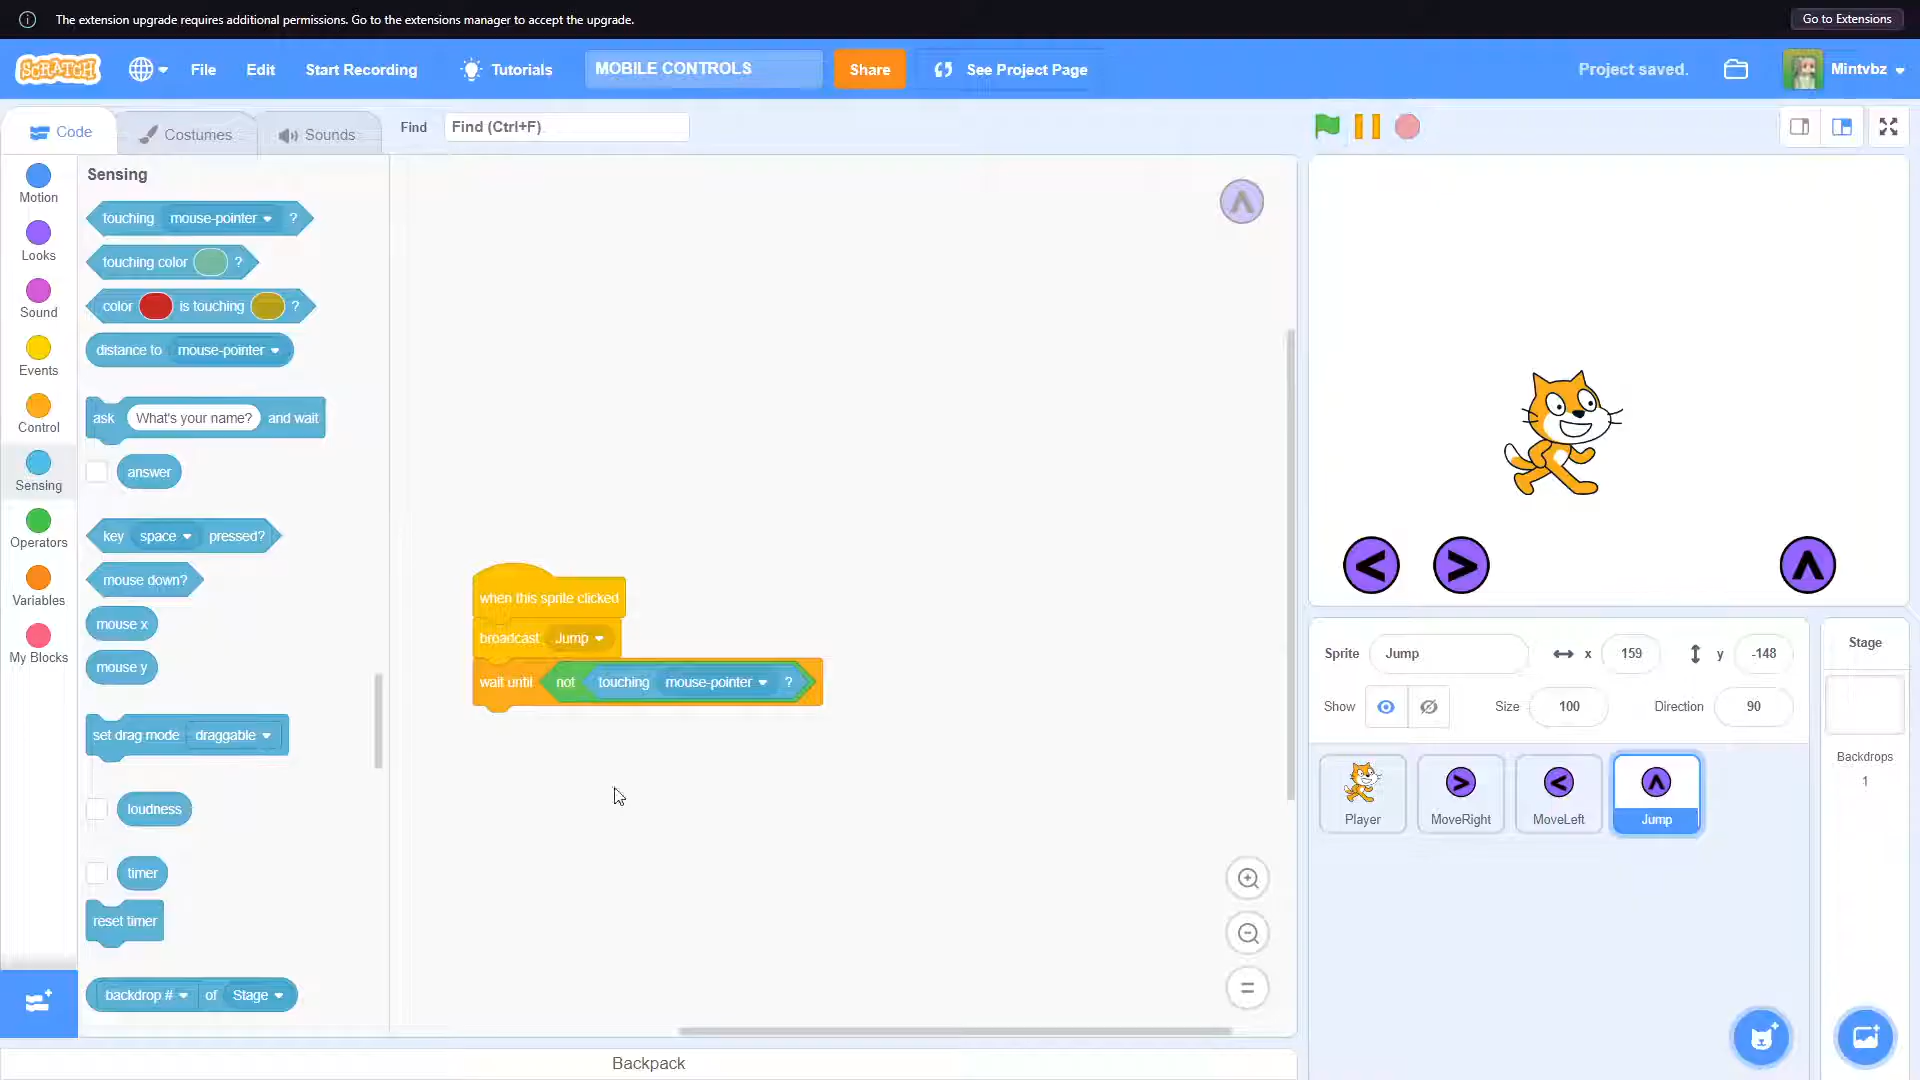 The extension upgrade requires additional permissions. Go to the extensions manager to accept the upgrade.
Go to Extensions
SCRATCH
File
Edit
Start Recording
Tutorials
MOBILE CONTROLS
Share
See Project Page
Project saved.
Mintvbz
Code
Costumes
Sounds
Find
Find (Ctrl+F)
Motion
Looks
Sound
Events
Control
Sensing
Operators
Variables
My Blocks
Sensing
touching mouse-pointer ?
touching color ?
color is touching ?
distance to mouse-pointer
ask What's your name? and wait
answer
key space pressed?
mouse down?
mouse x
mouse y
set drag mode draggable
loudness
timer
reset timer
backdrop # of Stage
when this sprite clicked
broadcast Jump
wait until not touching mouse-pointer ?
Backpack
Sprite Jump x 159 y -148
Show Size 100 Direction 90
Player
MoveRight
MoveLeft
Jump
Stage
Backdrops
1